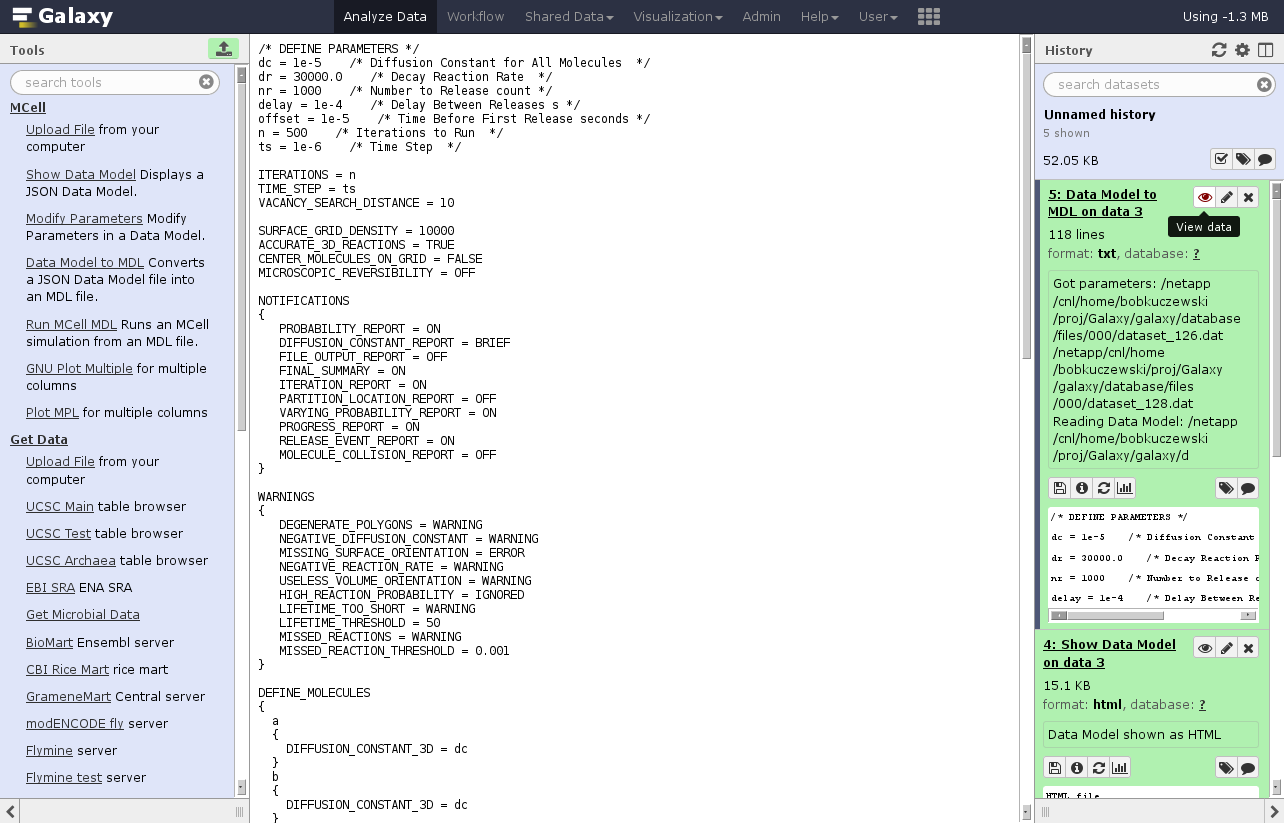 Galaxy
Analyze Data
Workflow
Shared Data
Visualization
Admin
Help
User
Using -1.3 MB
Tools
search tools
MCell
Upload File from your
computer
Show Data Model Displays a
JSON Data Model.
Modify Parameters Modify
Parameters in a Data Model.
Data Model to MDL Converts
a JSON Data Model file into
an MDL file.
Run MCell MDL Runs an MCell
simulation from an MDL file.
GNU Plot Multiple for multiple
columns
Plot MPL for multiple columns
Get Data
Upload File from your
computer
UCSC Main table browser
UCSC Test table browser
UCSC Archaea table browser
EBI SRA ENA SRA
Get Microbial Data
BioMart Ensembl server
CBI Rice Mart rice mart
GrameneMart Central server
modENCODE fly server
Flymine server
Flymine test server
/* DEFINE PARAMETERS */
dc = 1e-5    /* Diffusion Constant for All Molecules  */
dr = 30000.0    /* Decay Reaction Rate  */
nr = 1000    /* Number to Release count */
delay = 1e-4    /* Delay Between Releases s */
offset = 1e-5    /* Time Before First Release seconds */
n = 500    /* Iterations to Run  */
ts = 1e-6    /* Time Step  */
ITERATIONS = n
TIME_STEP = ts
VACANCY_SEARCH_DISTANCE = 10
SURFACE_GRID_DENSITY = 10000
ACCURATE_3D_REACTIONS = TRUE
CENTER_MOLECULES_ON_GRID = FALSE
MICROSCOPIC_REVERSIBILITY = OFF
NOTIFICATIONS
{
PROBABILITY_REPORT = ON
DIFFUSION_CONSTANT_REPORT = BRIEF
FILE_OUTPUT_REPORT = OFF
FINAL_SUMMARY = ON
ITERATION_REPORT = ON
PARTITION_LOCATION_REPORT = OFF
VARYING_PROBABILITY_REPORT = ON
PROGRESS_REPORT = ON
RELEASE_EVENT_REPORT = ON
MOLECULE_COLLISION_REPORT = OFF
}
WARNINGS
{
DEGENERATE_POLYGONS = WARNING
NEGATIVE_DIFFUSION_CONSTANT = WARNING
MISSING_SURFACE_ORIENTATION = ERROR
NEGATIVE_REACTION_RATE = WARNING
USELESS_VOLUME_ORIENTATION = WARNING
HIGH_REACTION_PROBABILITY = IGNORED
LIFETIME_TOO_SHORT = WARNING
LIFETIME_THRESHOLD = 50
MISSED_REACTIONS = WARNING
MISSED_REACTION_THRESHOLD = 0.001
}
DEFINE_MOLECULES
{
a
{
DIFFUSION_CONSTANT_3D = dc
}
b
{
DIFFUSION_CONSTANT_3D = dc
}
History
search datasets
Unnamed history
5 shown
52.05 KB
5: Data Model to
MDL on data 3
View data
118 lines
format: txt, database: ?
Got parameters: /netapp
/cnl/home/bobkuczewski
/proj/Galaxy/galaxy/database
/files/000/dataset_126.dat
/netapp/cnl/home
/bobkuczewski/proj/Galaxy
/galaxy/database/files
/000/dataset_128.dat
Reading Data Model: /netapp
/cnl/home/bobkuczewski
/proj/Galaxy/galaxy/d
/* DEFINE PARAMETERS */
dc = 1e-5    /* Diffusion Constant
dr = 30000.0    /* Decay Reaction R
nr = 1000    /* Number to Release c
delay = 1e-4    /* Delay Between Re
4: Show Data Model
on data 3
15.1 KB
format: html, database: ?
Data Model shown as HTML
HTML file